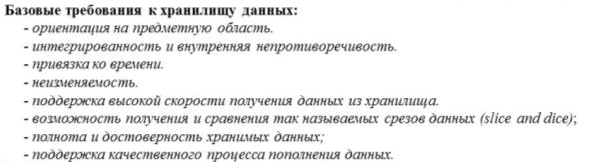 Базовые требования к хранилищу данных:
- ориентация на предметную область.
- интегрированность и внутренняя непротиворечивость.
- привязка ко времени.
- неизменяемость.
- поддержка высокой скорости получения данных из хранилища.
- возможность получения и сравнения так называемых срезов данных (slice and dice);
- полнота и достоверность хранимых данных;
- поддержка качественного процесса пополнения данных.